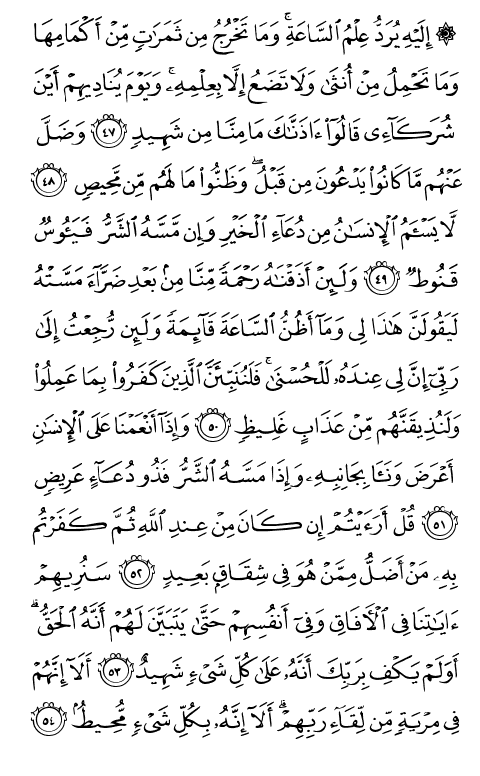 ۞ إِلَيْهِ يُرَدُّ عِلْمُ ٱلسَّاعَةِ ۚ وَمَا تَخْرُجُ مِن ثَمَرَٰتٍ مِّنْ أَكْمَامِهَا
وَمَا تَحْمِلُ مِنْ أُنثَىٰ وَلَا تَضَعُ إِلَّا بِعِلْمِهِۦ ۚ وَيَوْمَ يُنَادِيهِمْ أَيْنَ
شُرَكَآءِى قَالُوٓا۟ ءَاذَنَّٰكَ مَا مِنَّا مِن شَهِيدٍ ٤٧ وَضَلَّ
عَنْهُم مَّا كَانُوا۟ يَدْعُونَ مِن قَبْلُ ۖ وَظَنُّوا۟ مَا لَهُم مِّن مَّحِيصٍ ٤٨
لَّا يَسْـَٔمُ ٱلْإِنسَٰنُ مِن دُعَآءِ ٱلْخَيْرِ وَإِن مَّسَّهُ ٱلشَّرُّ فَيَـُٔوسٌ
قَنُوطٌ ٤٩ وَلَئِنْ أَذَقْنَٰهُ رَحْمَةً مِّنَّا مِنۢ بَعْدِ ضَرَّآءَ مَسَّتْهُ
لَيَقُولَنَّ هَٰذَا لِى وَمَآ أَظُنُّ ٱلسَّاعَةَ قَآئِمَةً وَلَئِن رُّجِعْتُ إِلَىٰ
رَبِّىٓ إِنَّ لِى عِندَهُۥ لَلْحُسْنَىٰ ۚ فَلَنُنَبِّئَنَّ ٱلَّذِينَ كَفَرُوا۟ بِمَا عَمِلُوا۟
وَلَنُذِيقَنَّهُم مِّنْ عَذَابٍ غَلِيظٍ ٥٠ وَإِذَآ أَنْعَمْنَا عَلَى ٱلْإِنسَٰنِ
أَعْرَضَ وَنَـَٔا بِجَانِبِهِۦ وَإِذَا مَسَّهُ ٱلشَّرُّ فَذُو دُعَآءٍ عَرِيضٍ
٥١ قُلْ أَرَءَيْتُمْ إِن كَانَ مِنْ عِندِ ٱللَّهِ ثُمَّ كَفَرْتُم
بِهِۦ مَنْ أَضَلُّ مِمَّنْ هُوَ فِى شِقَاقٍۭ بَعِيدٍ ٥٢ سَنُرِيهِمْ
ءَايَٰتِنَا فِى ٱلْـَٔافَاقِ وَفِىٓ أَنفُسِهِمْ حَتَّىٰ يَتَبَيَّنَ لَهُمْ أَنَّهُ ٱلْحَقُّ ۗ
أَوَلَمْ يَكْفِ بِرَبِّكَ أَنَّهُۥ عَلَىٰ كُلِّ شَىْءٍ شَهِيدٌ ٥٣ أَلَآ إِنَّهُمْ
فِى مِرْيَةٍ مِّن لِّقَآءِ رَبِّهِمْ ۗ أَلَآ إِنَّهُۥ بِكُلِّ شَىْءٍ مُّحِيطٌۢ ٥٤